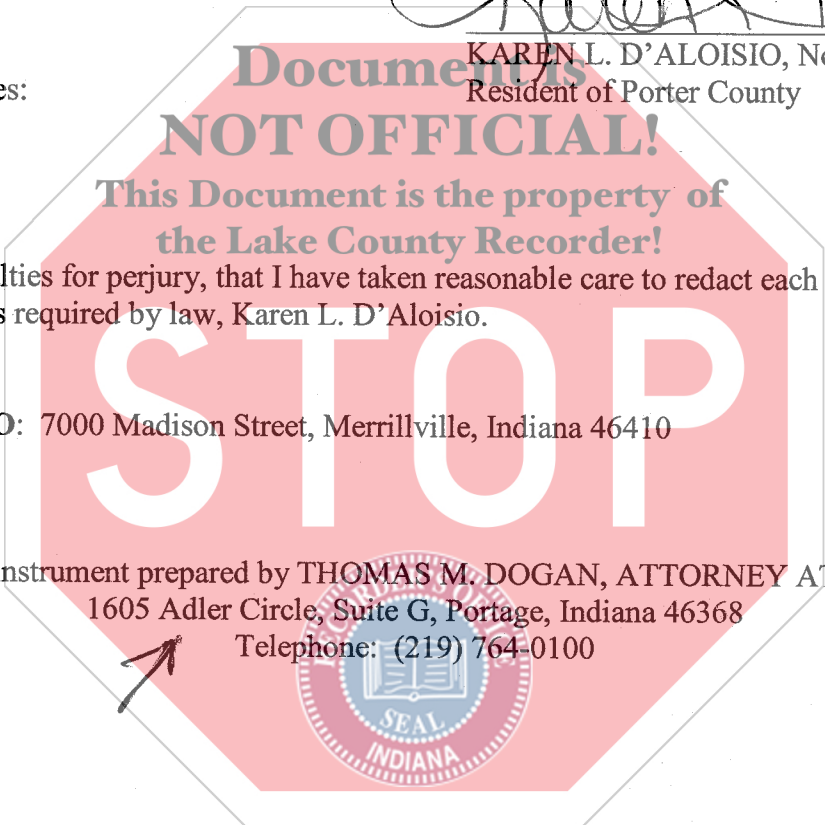 KAREN L. D'ALOISIO, No
es:
Resident of Porter County
Document is
NOT OFFICIAL!
This Document is the property of
the Lake County Recorder!
lties for perjury, that I have taken reasonable care to redact each
s required by law, Karen L. D'Aloisio.
STOP
O: 7000 Madison Street, Merrillville, Indiana 46410
nstrument prepared by THOMAS M. DOGAN, ATTORNEY AT
1605 Adler Circle, Suite G, Portage, Indiana 46368
Telephone: (219) 764-0100
RECORDER'S OFFICE
SEAL
INDIANA